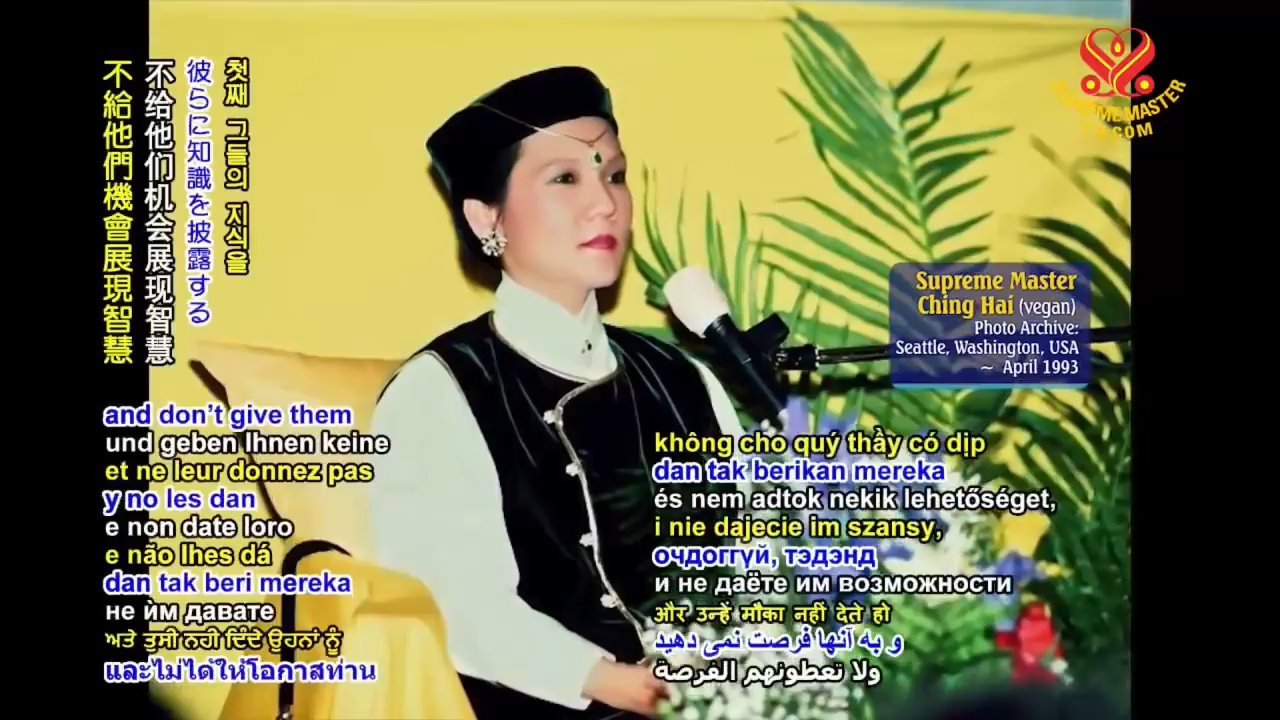 不給他們機會展現智慧
不给他们机会展现智慧
彼らに知識を披露する
첫째 그들의 지식을
SUPREMEMASTER
TV.COM
Supreme Master
Ching Hai (vegan)
Photo Archive:
Seattle, Washington, USA
~ April 1993
and don’t give them
und geben Ihnen keine
et ne leur donnez pas
y no les dan
e non date loro
e não lhes dá
dan tak beri mereka
не ѝм давате
ਅਤੇ ਤੁਸੀ ਨਹੀ ਦਿੰਦੇ ਉਹਨਾਂ ਨੂੰ
และไม่ได้ให้โอกาสท่าน
không cho quý thầy có dịp
dan tak berikan mereka
és nem adtok nekik lehetőséget,
i nie dajecie im szansy,
очдоггүй, тэдэнд
и не даёте им возможности
और उन्हें मौका नहीं देते हो
و به آنها فرصت نمی دهید
ولا تعطونهم الفرصة